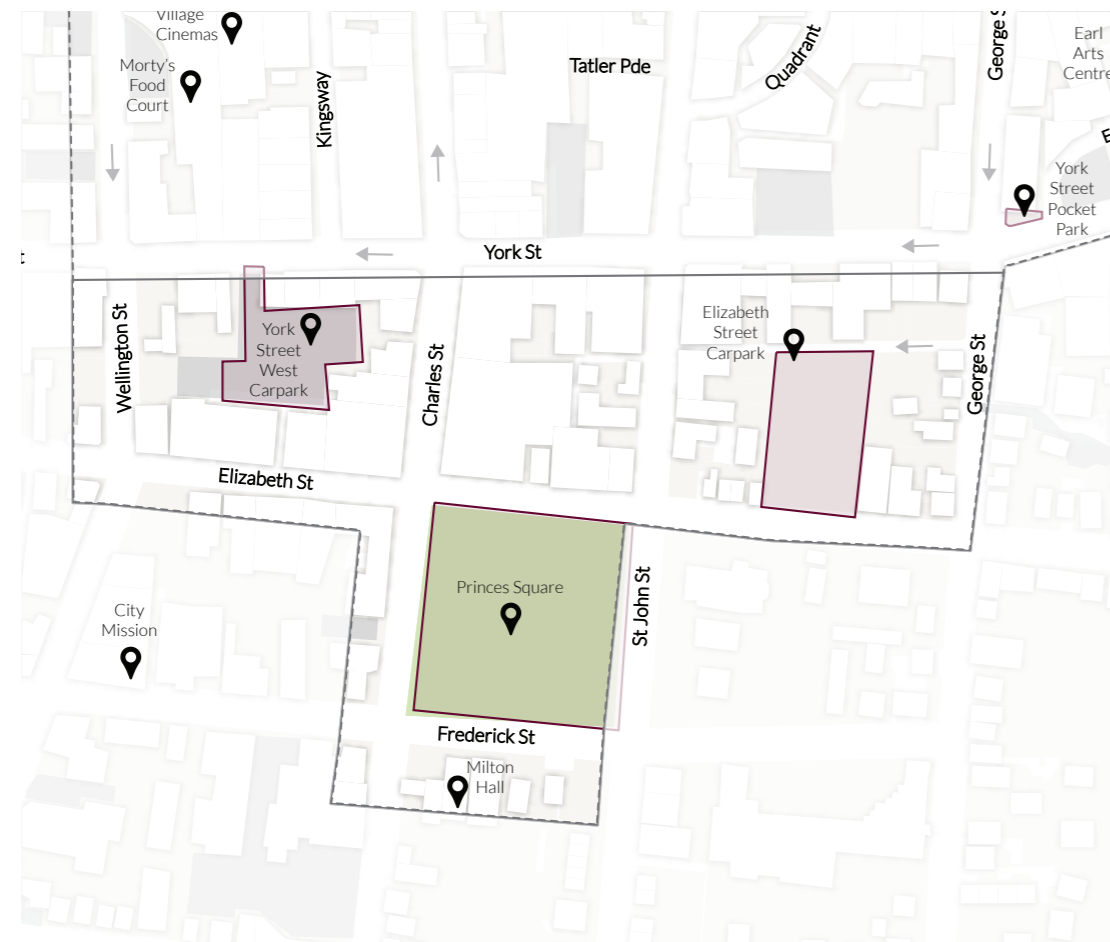 Village
Cinemas
Morty's
Food
Court
Kingsway
Tatler Pde
Quadrant
George S
Earl
Arts
Centre
E
York
Street
Pocket
Park
t
York St
Wellington St
York
Street
West
Carpark
Charles St
Elizabeth
Street
Carpark
George St
Elizabeth St
Princes Square
St John St
City
Mission
Frederick St
Milton
Hall